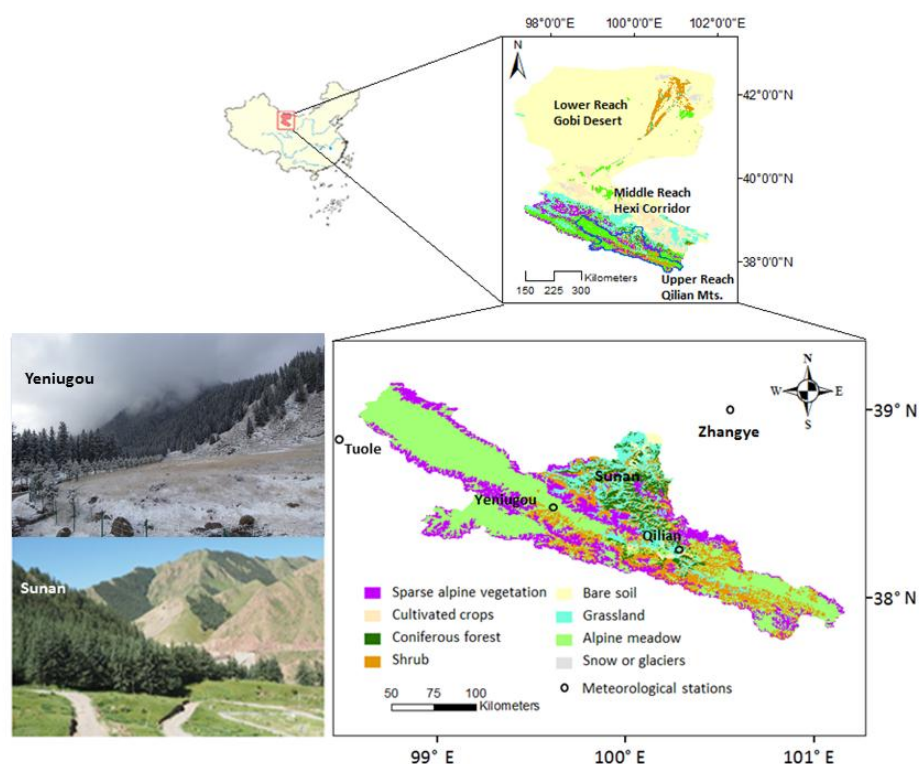 98°0'0"E 100°0'0"E 102°0'0"E
N
42°0'0"N
Lower Reach
Gobi Desert
40°0'0"N
Middle Reach
Hexi Corridor
38°0'0"N
Upper Reach
Qilian Mts.
Kilometers
150 225 300
Yeniugou
Sunan
N
W E
S
39° N
Zhangye
Tuole
Sunan
Yeniugou
Qilian
38° N
Sparse alpine vegetation
Cultivated crops
Coniferous forest
Shrub
Bare soil
Grassland
Alpine meadow
Snow or glaciers
Meteorological stations
50 75 100
Kilometers
99° E 100° E 101° E